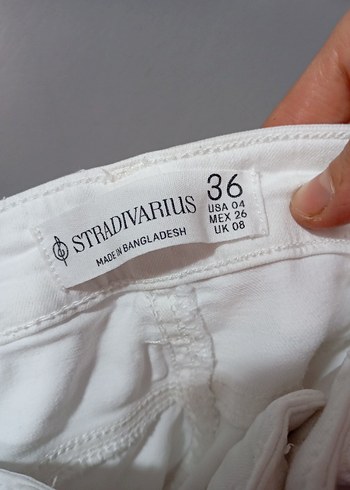 STRADIVARIUS
MADE IN BANGLADESH
36
USA 04
MEX 26
UK 08